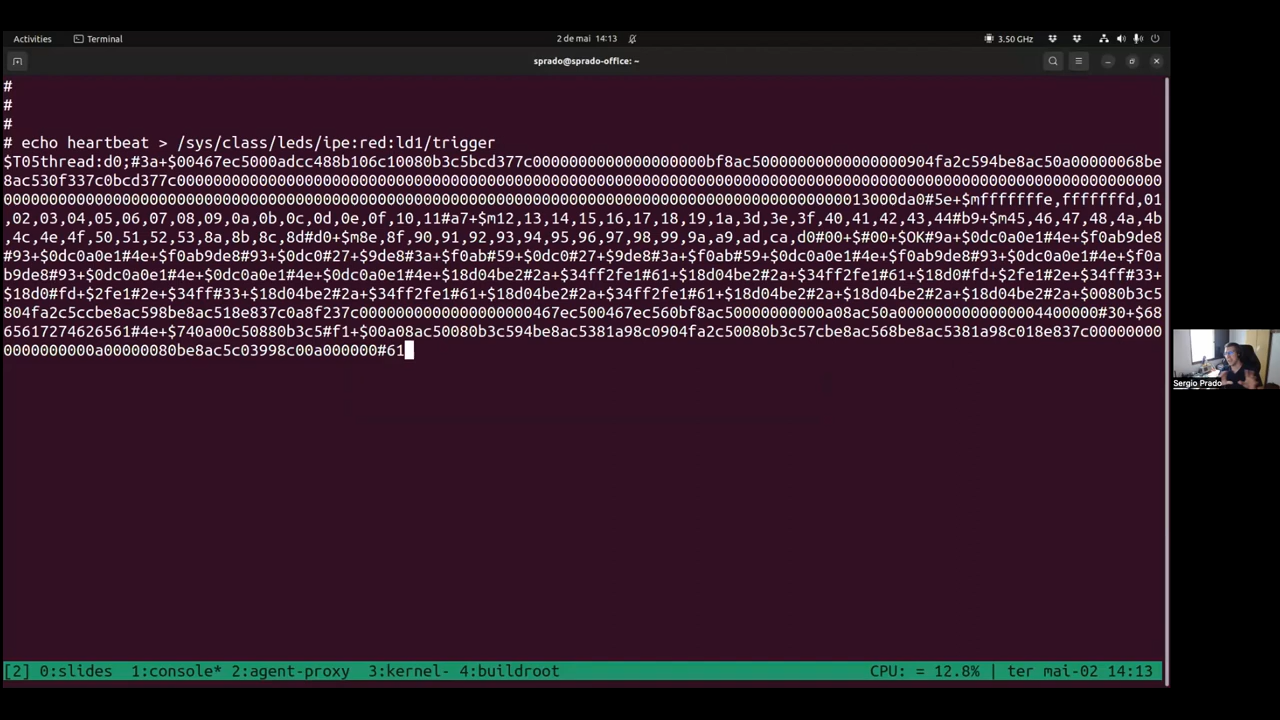 Activities Terminal 2 de mai 14:13 3.50 GHz
sprado@sprado-office: ~
#
#
#
# echo heartbeat > /sys/class/leds/ipe:red:ld1/trigger
$T05thread:d0;#3a+$00467ec5000adcc488b106c10080b3c5bcd377c0000000000000000000bf8ac50000000000000000904fa2c594be8ac50a00000068be
8ac530f337c0bcd377c00000000000000000000000000000000000000000000000000000000000000000000000000000000000000000000000000000000000
000000000000000000000000000000000000000000000000000000000000000000000000000000000000000000013000da0#5e+$mfffffffe,fffffffd,01
,02,03,04,05,06,07,08,09,0a,0b,0c,0d,0e,0f,10,11#a7+$m12,13,14,15,16,17,18,19,1a,3d,3e,3f,40,41,42,43,44#b9+$m45,46,47,48,4a,4b
,4c,4e,4f,50,51,52,53,8a,8b,8c,8d#d0+$m8e,8f,90,91,92,93,94,95,96,97,98,99,9a,a9,ad,ca,d0#00+$#00+$OK#9a+$0dc0a0e1#4e+$f0ab9de8
#93+$0dc0a0e1#4e+$f0ab9de8#93+$0dc0#27+$9de8#3a+$f0ab#59+$0dc0#27+$9de8#3a+$f0ab#59+$0dc0a0e1#4e+$f0ab9de8#93+$0dc0a0e1#4e+$f0a
b9de8#93+$0dc0a0e1#4e+$0dc0a0e1#4e+$0dc0a0e1#4e+$18d04be2#2a+$34ff2fe1#61+$18d04be2#2a+$34ff2fe1#61+$18d0#fd+$2fe1#2e+$34ff#33+
$18d0#fd+$2fe1#2e+$34ff#33+$18d04be2#2a+$34ff2fe1#61+$18d04be2#2a+$34ff2fe1#61+$18d04be2#2a+$18d04be2#2a+$34ff2fe1#61+$0080b3c5
804fa2c5ccbe8ac598be8ac518e837c0a8f237c00000000000000000000467ec500467ec560bf8ac50000000000a08ac50a0000000000000004400000#30+$68
65617274626561#4e+$740a00c50880b3c5#f1+$00a08ac50080b3c594be8ac5381a98c0904fa2c50080b3c57cbe8ac568be8ac5381a98c018e837c00000000
0000000000000a00000080be8ac5c03998c00a000000#61
Sergio Prado
[2] 0:slides 1:console* 2:agent-proxy 3:kernel- 4:buildroot CPU: = 12.8% | ter mai-02 14:13